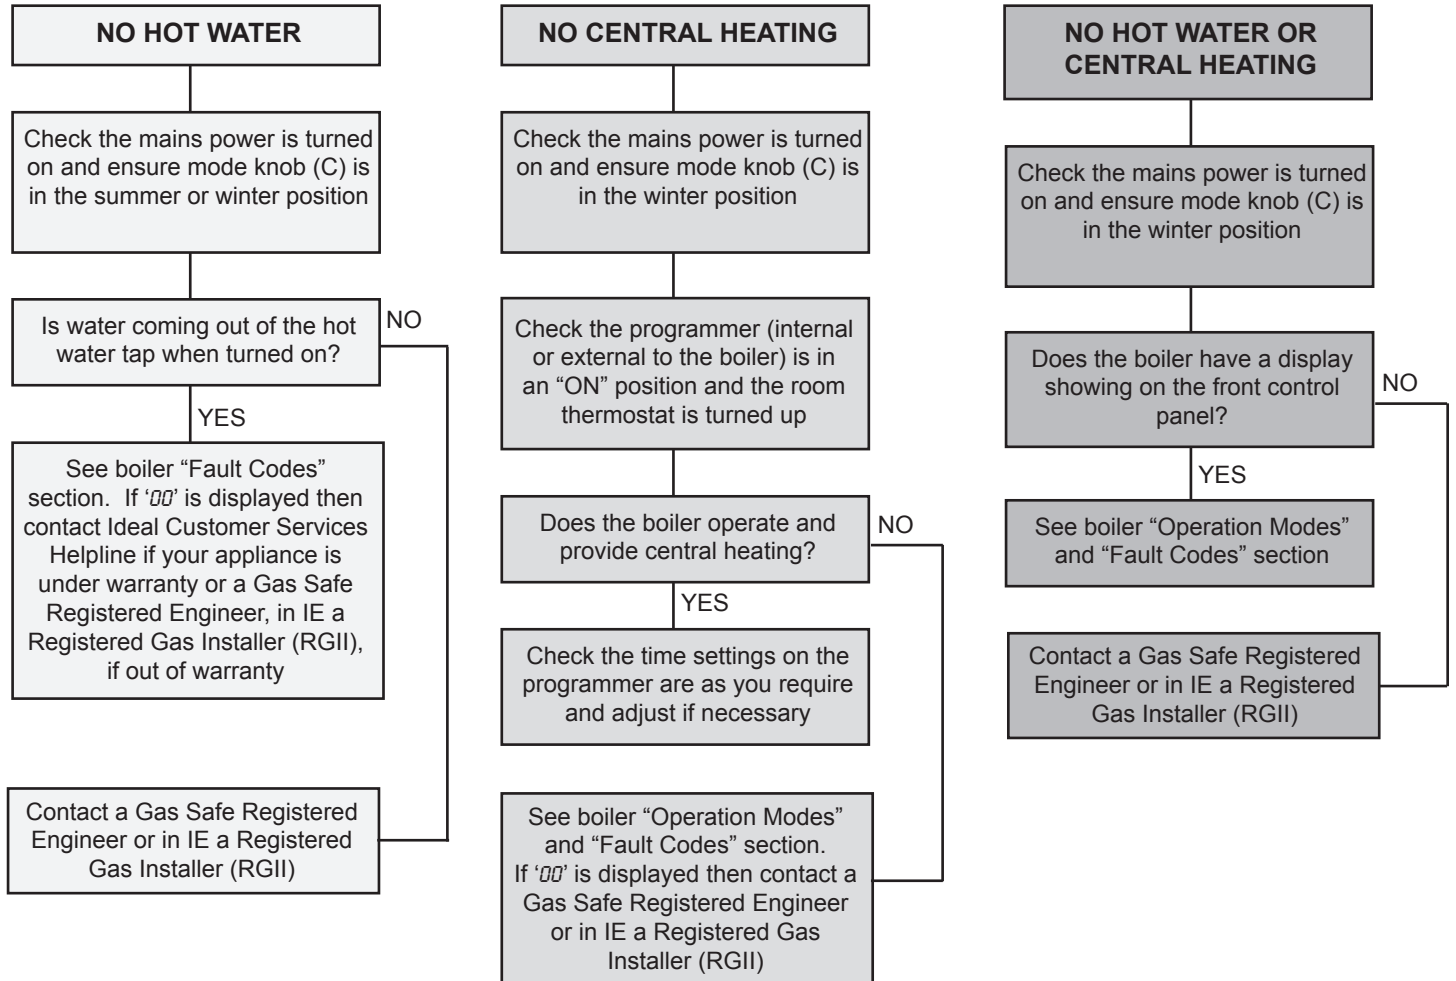 NO HOT WATER
Check the mains power is turned
on and ensure mode knob (C) is
in the summer or winter position
Is water coming out of the hot
water tap when turned on?
NO
YES
See boiler “Fault Codes”
section. If ‘00’ is displayed then
contact Ideal Customer Services
Helpline if your appliance is
under warranty or a Gas Safe
Registered Engineer, in IE a
Registered Gas Installer (RGII),
if out of warranty
Contact a Gas Safe Registered
Engineer or in IE a Registered
Gas Installer (RGII)
NO CENTRAL HEATING
Check the mains power is turned
on and ensure mode knob (C) is
in the winter position
Check the programmer (internal
or external to the boiler) is in
an “ON” position and the room
thermostat is turned up
Does the boiler operate and
provide central heating?
NO
YES
Check the time settings on the
programmer are as you require
and adjust if necessary
See boiler “Operation Modes”
and “Fault Codes” section.
If ‘00’ is displayed then contact a
Gas Safe Registered Engineer
or in IE a Registered Gas
Installer (RGII)
NO HOT WATER OR
CENTRAL HEATING
Check the mains power is turned
on and ensure mode knob (C) is
in the winter position
Does the boiler have a display
showing on the front control
panel?
NO
YES
See boiler “Operation Modes”
and “Fault Codes” section
Contact a Gas Safe Registered
Engineer or in IE a Registered
Gas Installer (RGII)